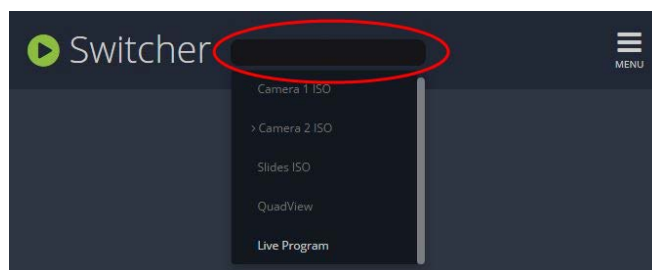 Switcher
MENU
Camera 1 ISO
› Camera 2 ISO
Slides ISO
QuadView
Live Program